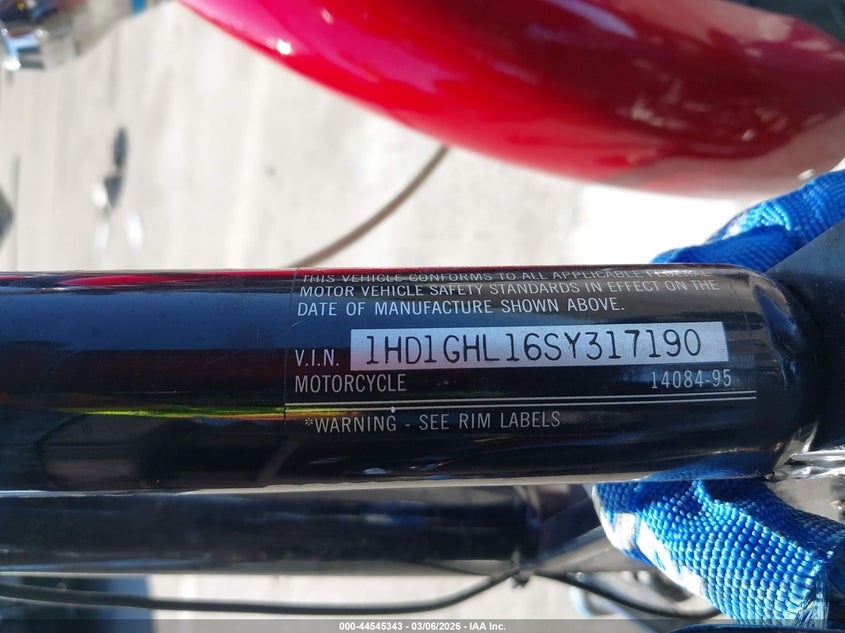 THIS VEHICLE CONFORMS TO ALL APPLICABLE FEDERAL
MOTOR VEHICLE SAFETY STANDARDS IN EFFECT ON THE
DATE OF MANUFACTURE SHOWN ABOVE.
V.I.N. 1HD1GHL16SY317190
MOTORCYCLE 14084-95
*WARNING - SEE RIM LABELS
000-44545343 | 03/06/2026 | IAA Inc.